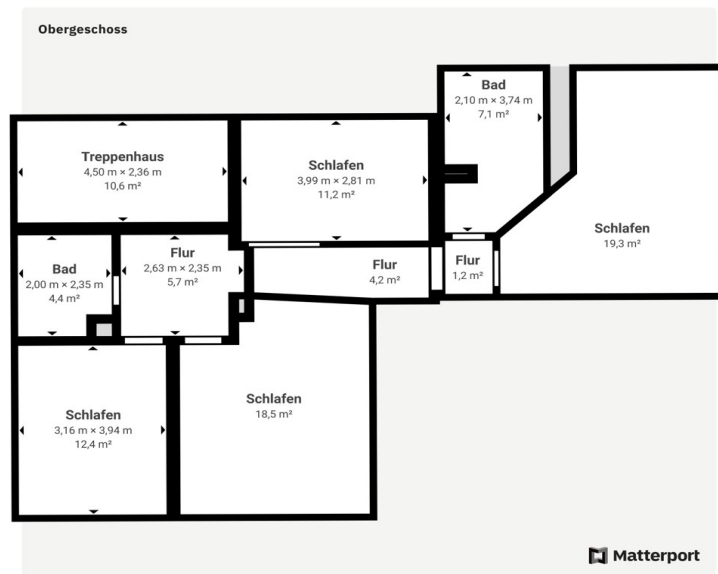 Obergeschoss
Bad
2,10 m × 3,74 m
7,1 m²
Treppenhaus
4,50 m × 2,36 m
10,6 m²
Schlafen
3,99 m × 2,81 m
11,2 m²
Schlafen
19,3 m²
Bad
2,00 m × 2,35 m
4,4 m²
Flur
2,63 m × 2,35 m
5,7 m²
Flur
4,2 m²
Flur
1,2 m²
Schlafen
3,16 m × 3,94 m
12,4 m²
Schlafen
18,5 m²
Matterport